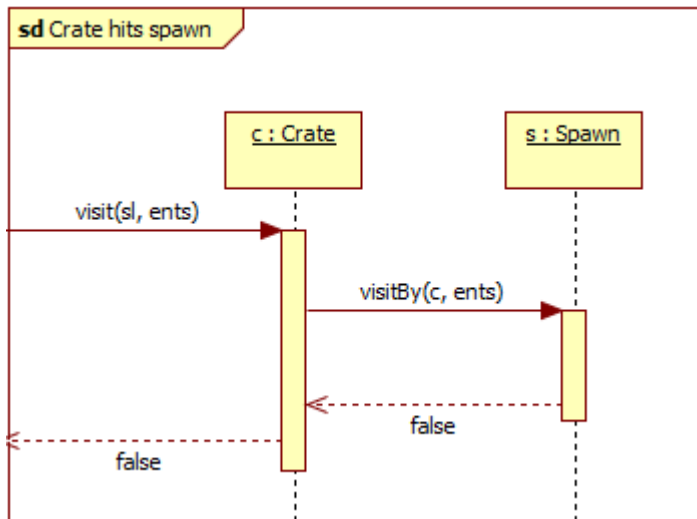 sd Crate hits spawn
c : Crate
s : Spawn
visit(sl, ents)
visitBy(c, ents)
false
false